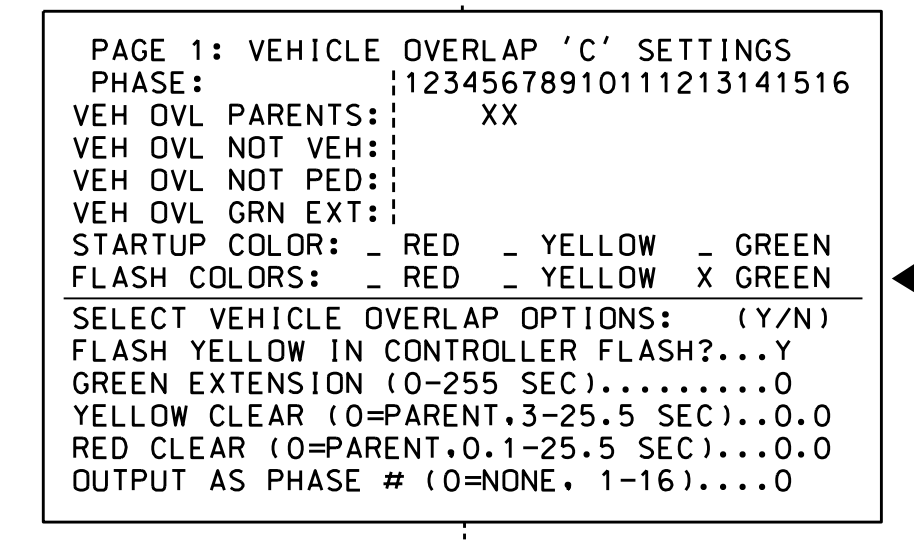 PAGE 1: VEHICLE OVERLAP 'C' SETTINGS
PHASE: 12345678910111213141516
VEH OVL PARENTS: XX
VEH OVL NOT VEH:
VEH OVL NOT PED:
VEH OVL GRN EXT:
STARTUP COLOR: _ RED _ YELLOW _ GREEN
FLASH COLORS: _ RED _ YELLOW X GREEN
SELECT VEHICLE OVERLAP OPTIONS: (Y/N)
FLASH YELLOW IN CONTROLLER FLASH?...Y
GREEN EXTENSION (0-255 SEC).........0
YELLOW CLEAR (0=PARENT,3-25.5 SEC)..0.0
RED CLEAR (0=PARENT,0.1-25.5 SEC)...0.0
OUTPUT AS PHASE # (0=NONE, 1-16)....0